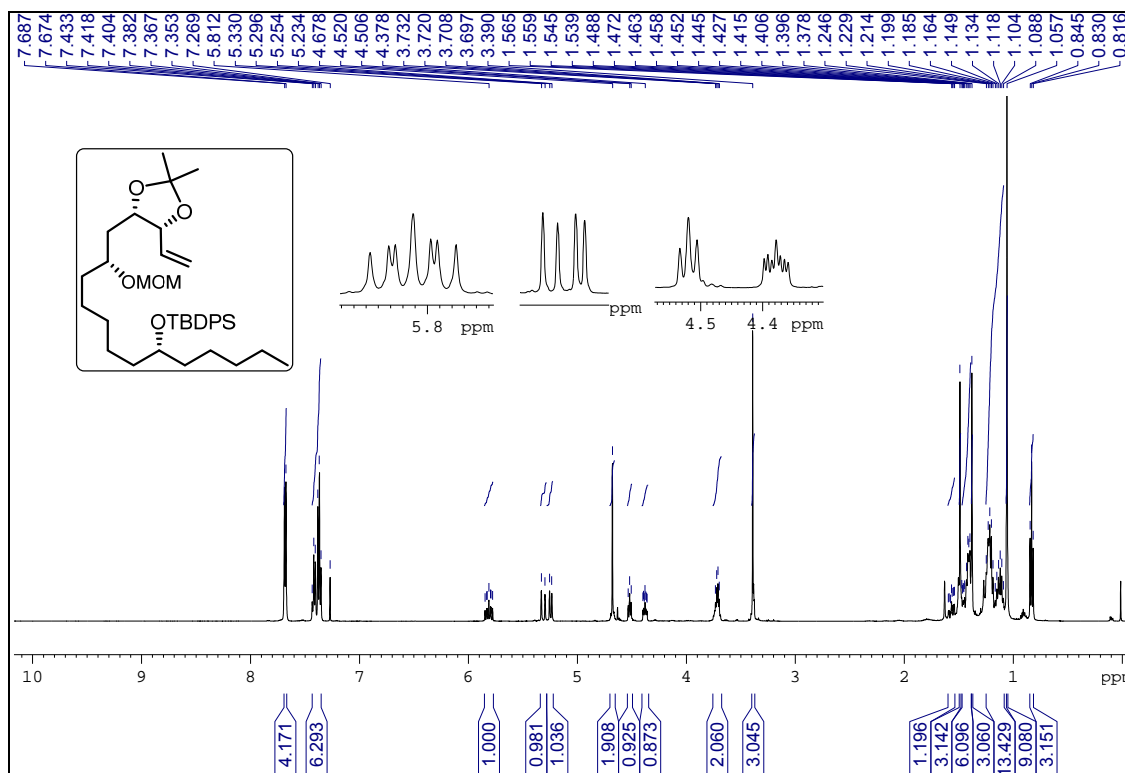 7.687 7.674 7.433 7.418 7.404 7.382 7.367 7.353 7.269 5.812 5.330 5.296 5.254 5.234 4.678 4.520 4.506 4.378 3.732 3.720 3.708 3.697 3.390 1.565 1.559 1.545 1.539 1.488 1.472 1.463 1.458 1.452 1.445 1.427 1.415 1.406 1.396 1.378 1.246 1.229 1.214 1.199 1.185 1.164 1.149 1.134 1.118 1.104 1.088 1.057 0.845 0.830 0.816
O
O
OMOM
OTBDPS
5.8 ppm
ppm
4.5 4.4 ppm
10 9 8 7 6 5 4 3 2 1 ppm
4.171 6.293 1.000 0.981 1.036 1.908 0.925 0.873 2.060 3.045 1.196 3.142 6.096 3.060 13.429 9.080 3.151